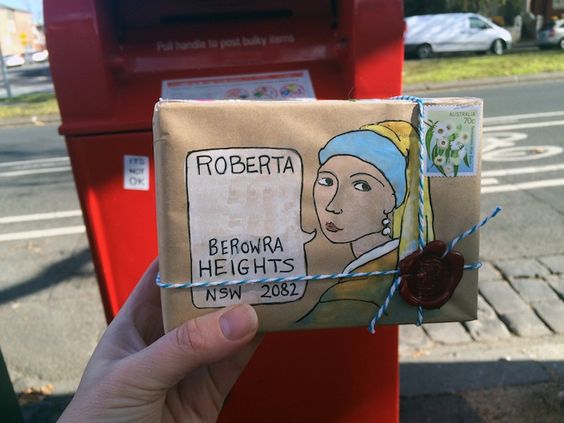 Pull handle to post bulky items
IT'S
NOT
OK
ROBERTA
BEROWRA
HEIGHTS
NSW 2082
AUSTRALIA
70c